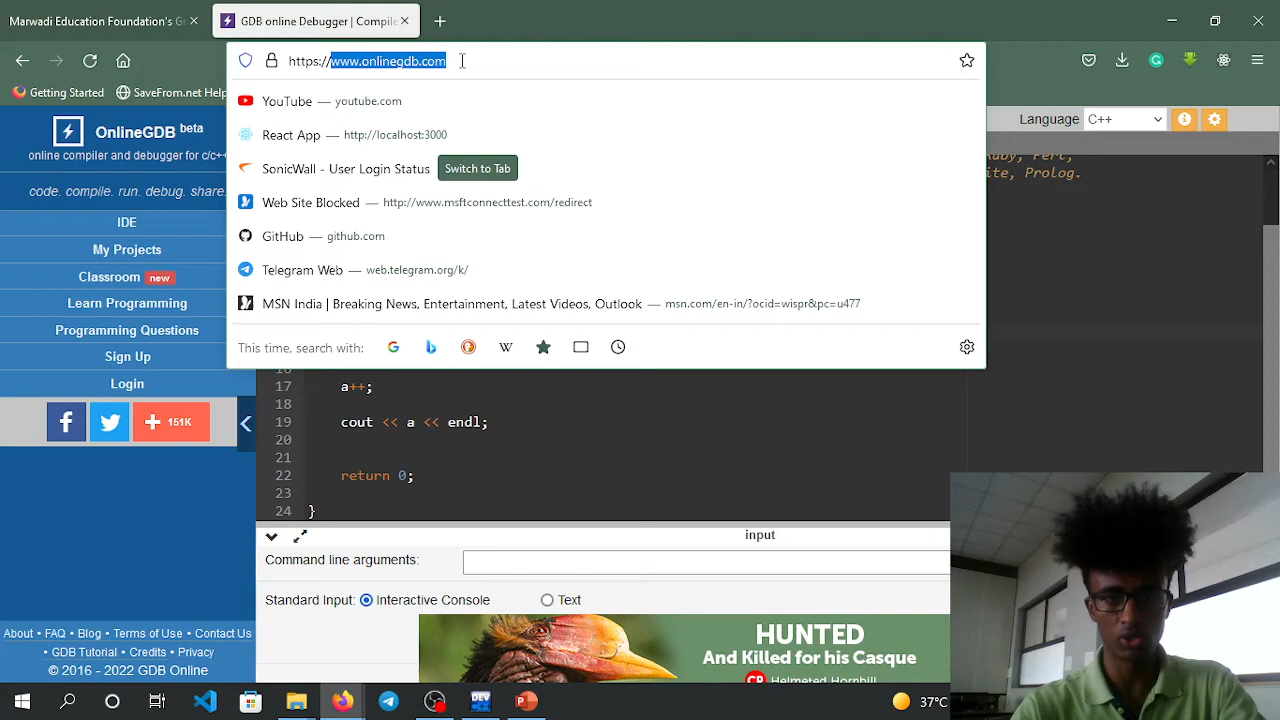 Marwadi Education Foundation's Gr
GDB online Debugger | Compile
https://www.onlinegdb.com
Getting Started
SaveFrom.net Help
YouTube — youtube.com
React App — http://localhost:3000
SonicWall - User Login Status Switch to Tab
Web Site Blocked — http://www.msftconnecttest.com/redirect
GitHub — github.com
Telegram Web — web.telegram.org/k/
MSN India | Breaking News, Entertainment, Latest Videos, Outlook — msn.com/en-in/?ocid=wispr&pc=u477
This time, search with:
OnlineGDB beta
online compiler and debugger for c/c++
code. compile. run. debug. share.
IDE
My Projects
Classroom new
Learn Programming
Programming Questions
Sign Up
Login
151K
Language C++
Ruby, Perl,
ite, Prolog.
16
17 a++;
18
19 cout << a << endl;
20
21
22 return 0;
23
24 }
input
Command line arguments:
Standard Input: Interactive Console Text
HUNTED
And Killed for his Casque
Helmeted Hornbill
About • FAQ • Blog • Terms of Use • Contact Us
• GDB Tutorial • Credits • Privacy
© 2016 - 2022 GDB Online
DEV
37°C